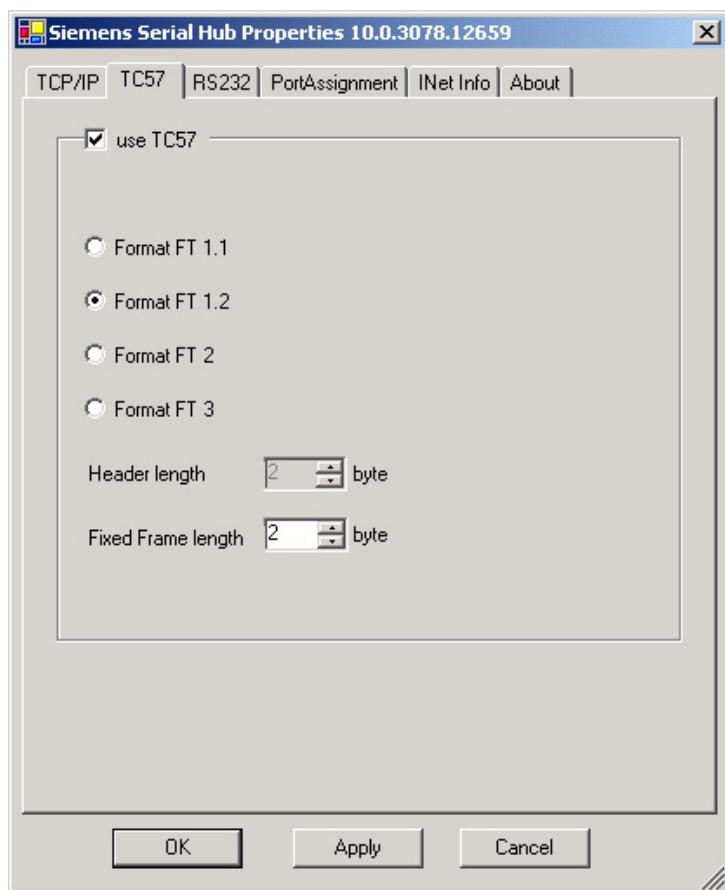 Siemens Serial Hub Properties 10.0.3078.12659
TCP/IP TC57 RS232 PortAssignment INet Info About
use TC57
Format FT 1.1
Format FT 1.2
Format FT 2
Format FT 3
Header length 2 byte
Fixed Frame length 2 byte
OK Apply Cancel